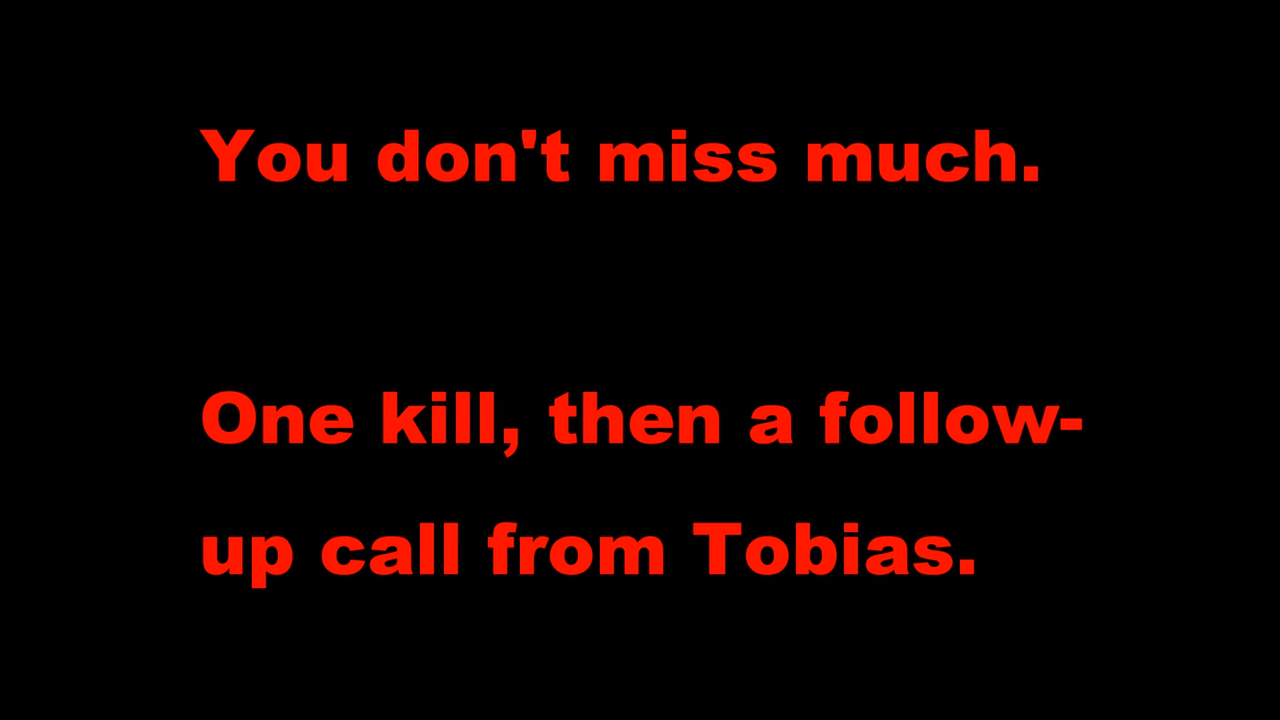 You don't miss much.
One kill, then a follow-
up call from Tobias.